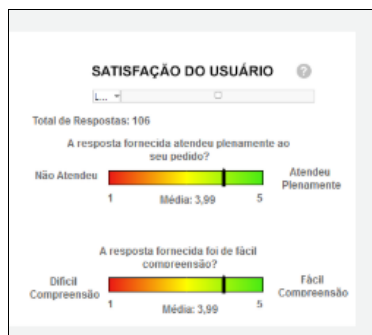 SATISFAÇÃO DO USUÁRIO ?
L...
Total de Respostas: 106
A resposta fornecida atendeu plenamente ao
seu pedido?
Não Atendeu
Atendeu
Plenamente
1 Média: 3,99 5
A resposta fornecida foi de fácil
compreensão?
Difícil
Compreensão
Fácil
Compreensão
1 Média: 3,99 5